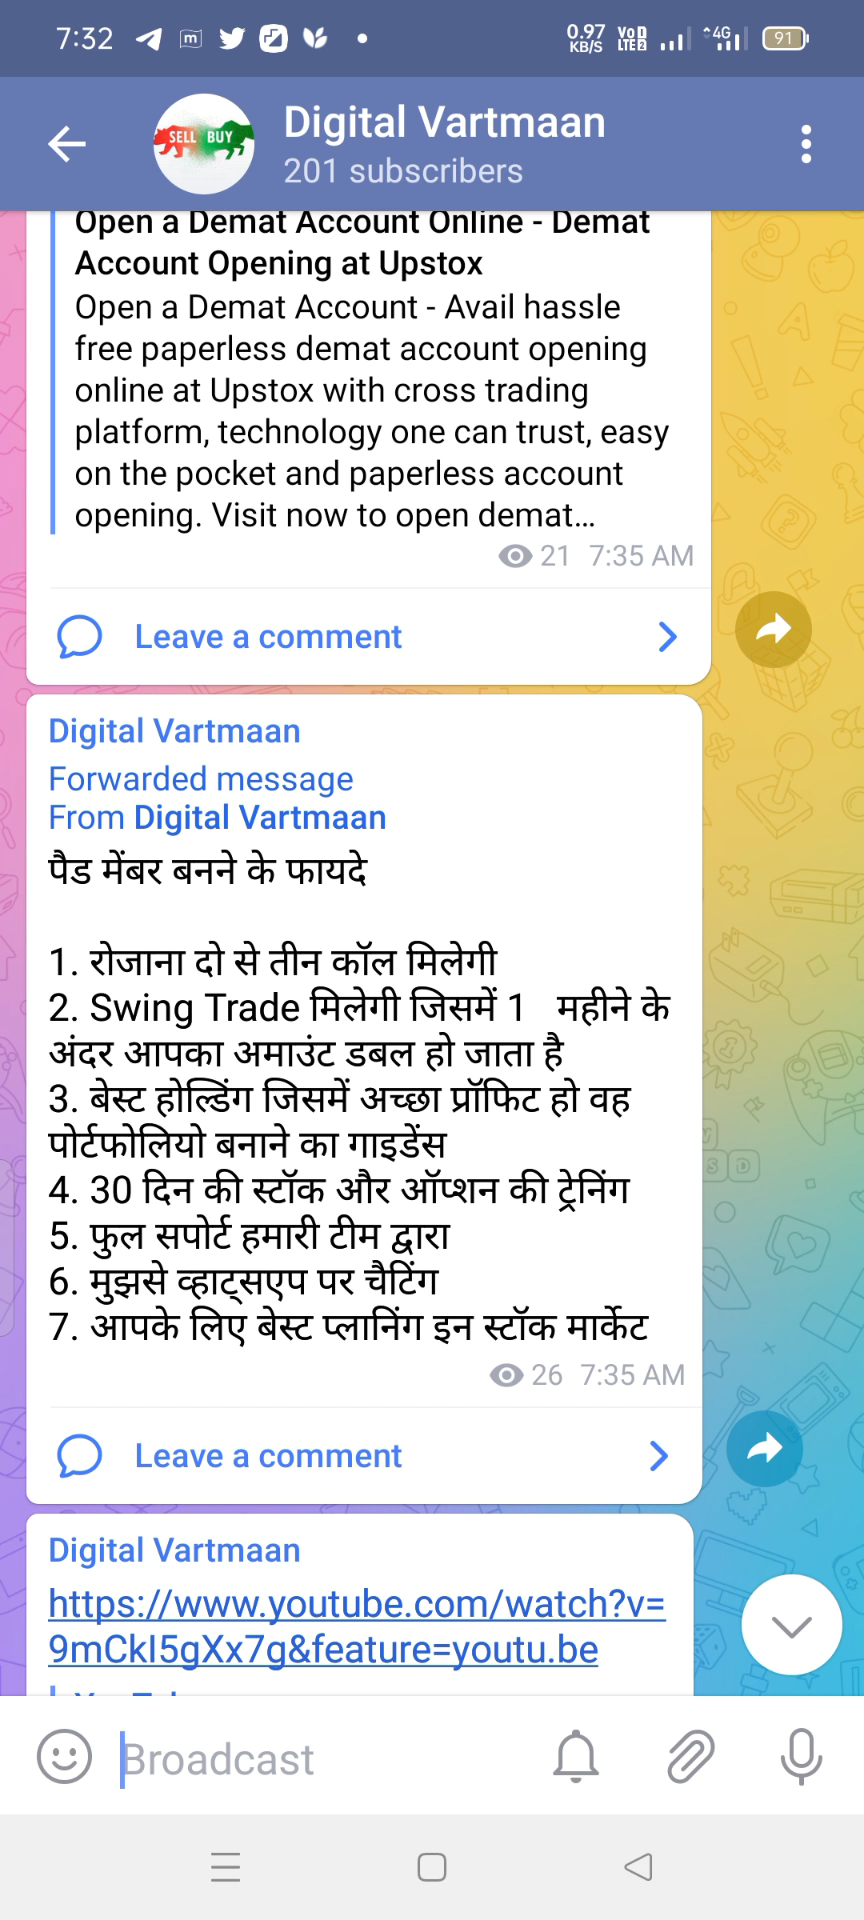 7:32
0.97
KB/S
VoD
LTE2
4G
91
SELL BUY
Digital Vartmaan
201 subscribers
Open a Demat Account Online - Demat
Account Opening at Upstox
Open a Demat Account - Avail hassle
free paperless demat account opening
online at Upstox with cross trading
platform, technology one can trust, easy
on the pocket and paperless account
opening. Visit now to open demat...
21 7:35 AM
Leave a comment
Digital Vartmaan
Forwarded message
From Digital Vartmaan
पैड मेंबर बनने के फायदे
1. रोजाना दो से तीन कॉल मिलेगी
2. Swing Trade मिलेगी जिसमें 1 महीने के
अंदर आपका अमाउंट डबल हो जाता है
3. बेस्ट होल्डिंग जिसमें अच्छा प्रॉफिट हो वह
पोर्टफोलियो बनाने का गाइडेंस
4. 30 दिन की स्टॉक और ऑप्शन की ट्रेनिंग
5. फुल सपोर्ट हमारी टीम द्वारा
6. मुझसे व्हाट्सएप पर चैटिंग
7. आपके लिए बेस्ट प्लानिंग इन स्टॉक मार्केट
26 7:35 AM
Leave a comment
Digital Vartmaan
https://www.youtube.com/watch?v=
9mCkI5gXx7g&feature=youtu.be
Broadcast